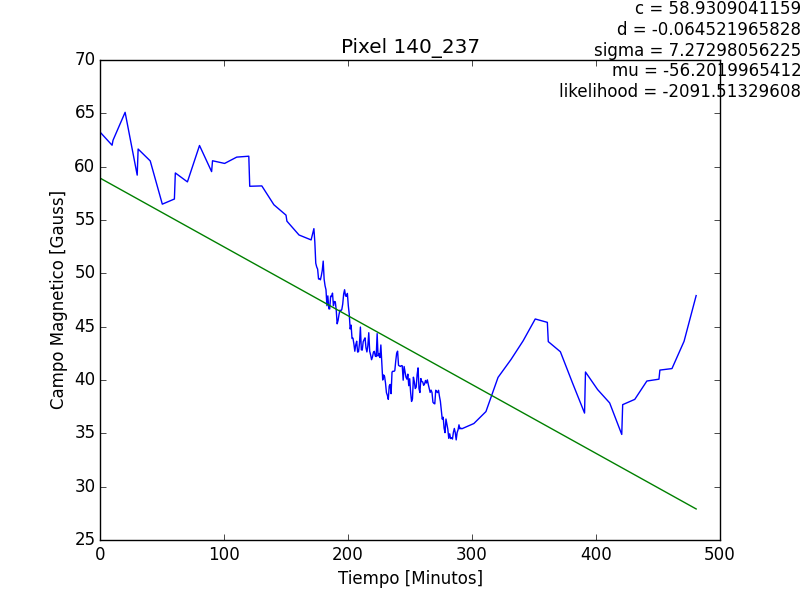 c = 58.9309041159
d = -0.064521965828
sigma = 7.27298056225
mu = -56.2019965412
likelihood = -2091.51329608
Pixel 140_237
70
65
60
55
50
45
40
35
30
25
Campo Magnetico [Gauss]
0 100 200 300 400 500
Tiempo [Minutos]